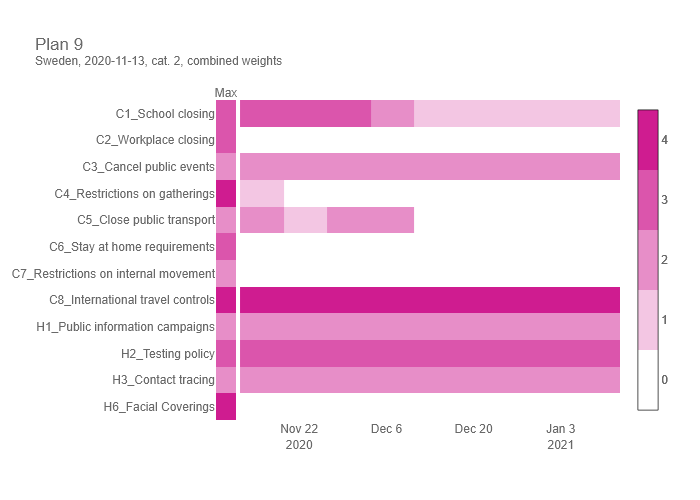 Plan 9
Sweden, 2020-11-13, cat. 2, combined weights
Max
C1_School closing
C2_Workplace closing
C3_Cancel public events
C4_Restrictions on gatherings
C5_Close public transport
C6_Stay at home requirements
C7_Restrictions on internal movement
C8_International travel controls
H1_Public information campaigns
H2_Testing policy
H3_Contact tracing
H6_Facial Coverings
Nov 22 Dec 6 Dec 20 Jan 3
2020 2021
4
3
2
1
0